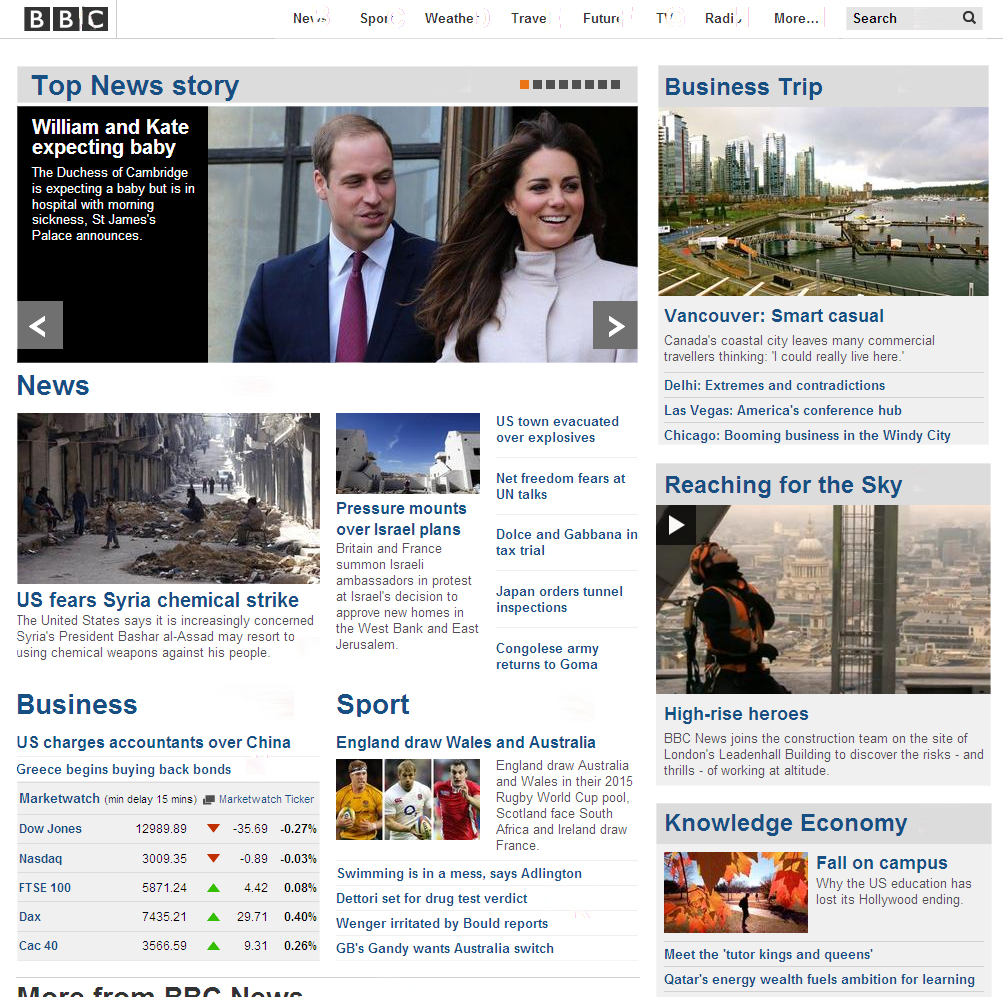 BBC
News Sport Weather Travel Future TV Radio More... Search
Top News story
William and Kate
expecting baby
The Duchess of Cambridge
is expecting a baby but is in
hospital with morning
sickness, St James's
Palace announces.
News
US fears Syria chemical strike
The United States says it is increasingly concerned
Syria's President Bashar al-Assad may resort to
using chemical weapons against his people.
Pressure mounts
over Israel plans
Britain and France
summon Israeli
ambassadors in protest
at Israel's decision to
approve new homes in
the West Bank and East
Jerusalem.
US town evacuated
over explosives
Net freedom fears at
UN talks
Dolce and Gabbana in
tax trial
Japan orders tunnel
inspections
Congolese army
returns to Goma
Business
US charges accountants over China
Greece begins buying back bonds
Marketwatch (min delay 15 mins) Marketwatch Ticker
Dow Jones 12989.89 -35.69 -0.27%
Nasdaq 3009.35 -0.89 -0.03%
FTSE 100 5871.24 4.42 0.08%
Dax 7435.21 29.71 0.40%
Cac 40 3566.59 9.31 0.26%
Sport
England draw Wales and Australia
England draw Australia
and Wales in their 2015
Rugby World Cup pool,
Scotland face South
Africa and Ireland draw
France.
Swimming is in a mess, says Adlington
Dettori set for drug test verdict
Wenger irritated by Bould reports
GB's Gandy wants Australia switch
More from BBC News
Business Trip
Vancouver: Smart casual
Canada's coastal city leaves many commercial
travellers thinking: 'I could really live here.'
Delhi: Extremes and contradictions
Las Vegas: America's conference hub
Chicago: Booming business in the Windy City
Reaching for the Sky
High-rise heroes
BBC News joins the construction team on the site of
London's Leadenhall Building to discover the risks - and
thrills - of working at altitude.
Knowledge Economy
Fall on campus
Why the US education has
lost its Hollywood ending.
Meet the 'tutor kings and queens'
Qatar's energy wealth fuels ambition for learning